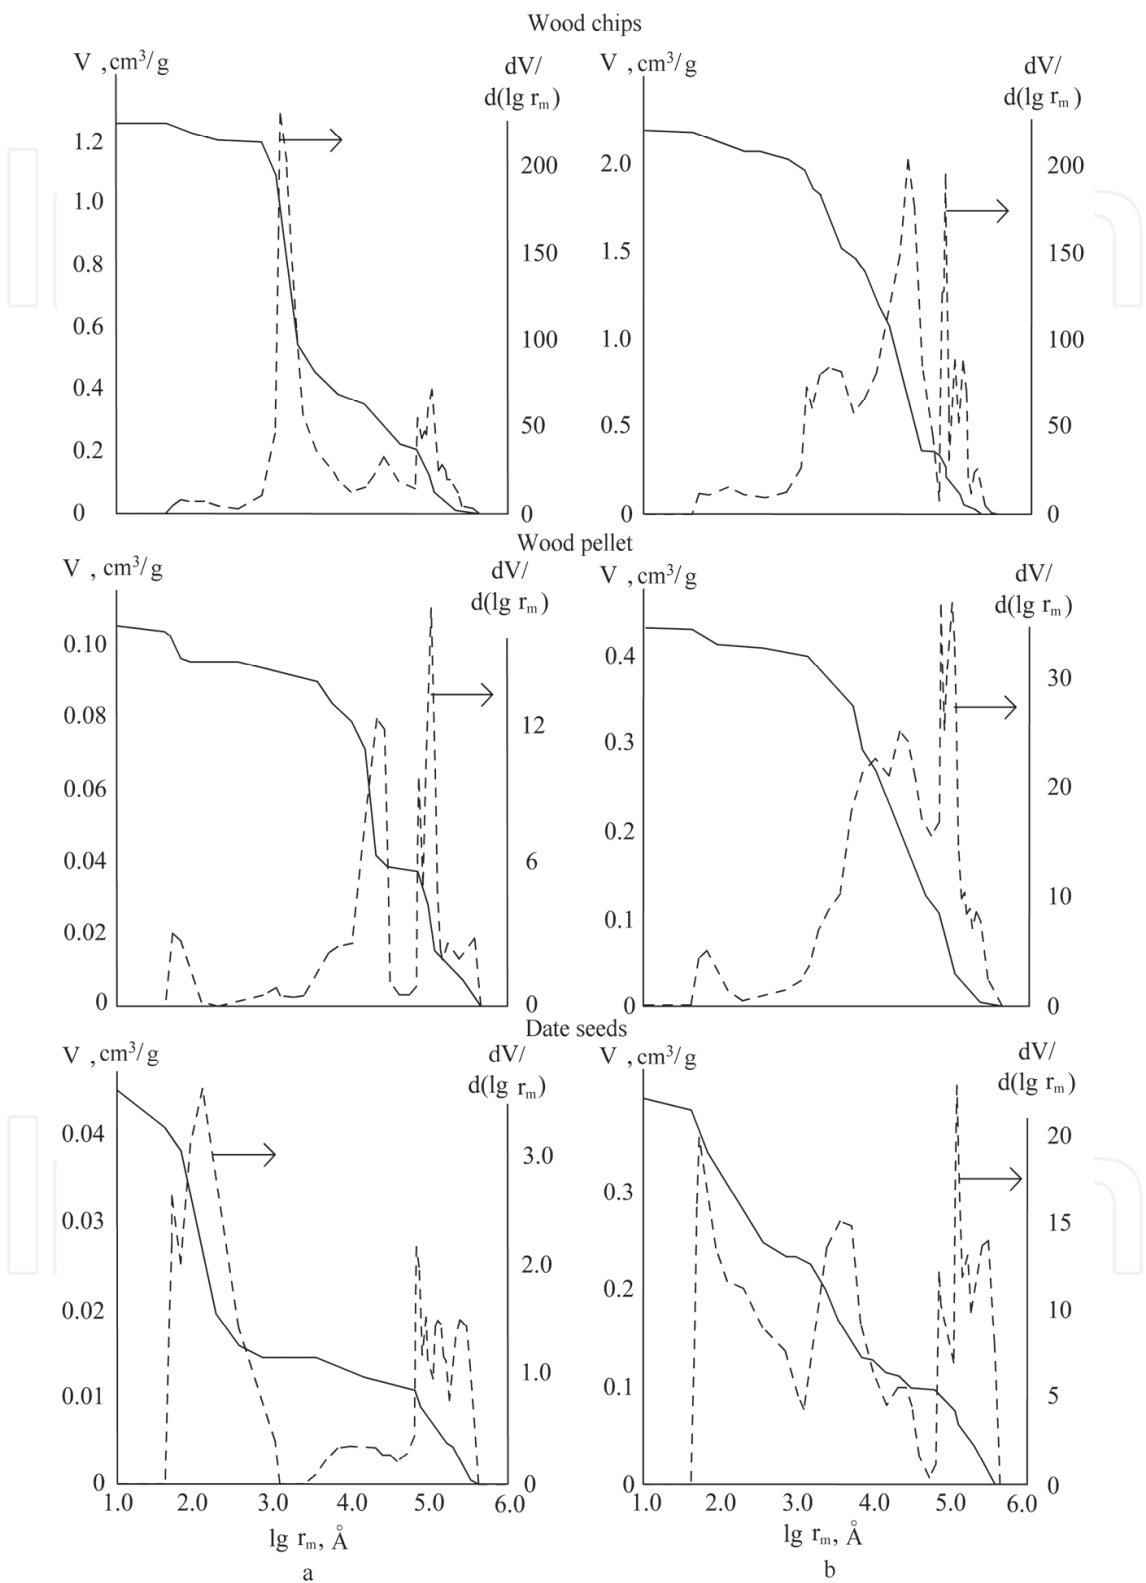 Wood chips
V , cm³/g
dV/
d(lg rₘ)
V , cm³/g
dV/
d(lg rₘ)
1.2
1.0
0.8
0.6
0.4
0.2
0
200
150
100
50
0
2.0
1.5
1.0
0.5
0
200
150
100
50
0
Wood pellet
V , cm³/g
dV/
d(lg rₘ)
V , cm³/g
dV/
d(lg rₘ)
0.10
0.08
0.06
0.04
0.02
0
12
6
0
0.4
0.3
0.2
0.1
0
30
20
10
0
Date seeds
V , cm³/g
dV/
d(lg rₘ)
V , cm³/g
dV/
d(lg rₘ)
0.04
0.03
0.02
0.01
0
3.0
2.0
1.0
0
0.3
0.2
0.1
0
20
15
10
5
0
1.0 2.0 3.0 4.0 5.0 6.0
1.0 2.0 3.0 4.0 5.0 6.0
lg rₘ, Å
lg rₘ, Å
a
b